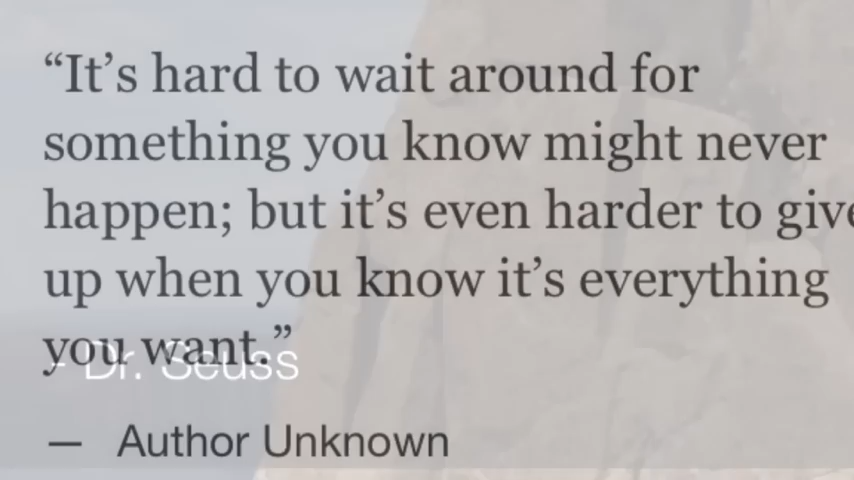 “It’s hard to wait around for
something you know might never
happen; but it’s even harder to give
up when you know it’s everything
you want.”
- Dr. Seuss
— Author Unknown